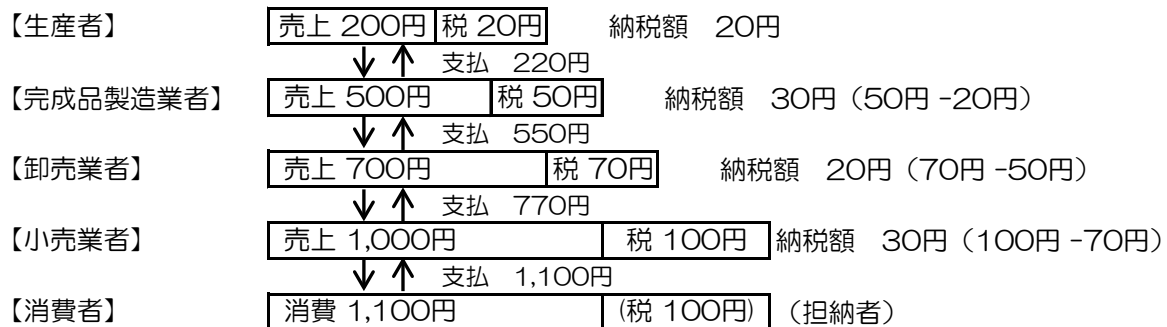 【生産者】 売上 200円 税 20円 納税額 20円
支払 220円
【完成品製造業者】 売上 500円 税 50円 納税額 30円（50円 -20円）
支払 550円
【卸売業者】 売上 700円 税 70円 納税額 20円（70円 -50円）
支払 770円
【小売業者】 売上 1,000円 税 100円 納税額 30円（100円 -70円）
支払 1,100円
【消費者】 消費 1,100円 (税 100円) （担納者）